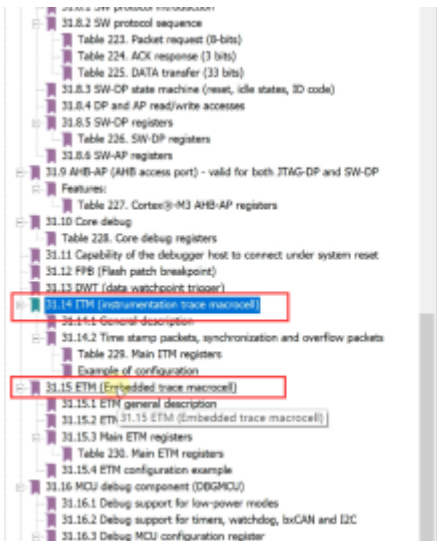 31.8.1 SW protocol introduction
31.8.2 SW protocol sequence
Table 223. Packet request (8-bits)
Table 224. ACK response (3 bits)
Table 225. DATA transfer (33 bits)
31.8.3 SW-DP state machine (reset, idle states, ID code)
31.8.4 DP and AP read/write accesses
31.8.5 SW-DP registers
Table 226. SW-DP registers
31.8.6 SW-AP registers
31.9 AHB-AP (AHB access port) - valid for both JTAG-DP and SW-DP
Features:
Table 227. Cortex®-M3 AHB-AP registers
31.10 Core debug
Table 228. Core debug registers
31.11 Capability of the debugger host to connect under system reset
31.12 FPB (Flash patch breakpoint)
31.13 DWT (data watchpoint trigger)
31.14 ITM (instrumentation trace macrocell)
31.14.1 General description
31.14.2 Time stamp packets, synchronization and overflow packets
Table 229. Main ITM registers
Example of configuration
31.15 ETM (Embedded trace macrocell)
31.15.1 ETM general description
31.15.2 ETM
31.15 ETM (Embedded trace macrocell)
31.15.3 Main ETM registers
Table 230. Main ETM registers
31.15.4 ETM configuration example
31.16 MCU debug component (DBGMCU)
31.16.1 Debug support for low-power modes
31.16.2 Debug support for timers, watchdog, bxCAN and I2C
31.16.3 Debug MCU configuration register